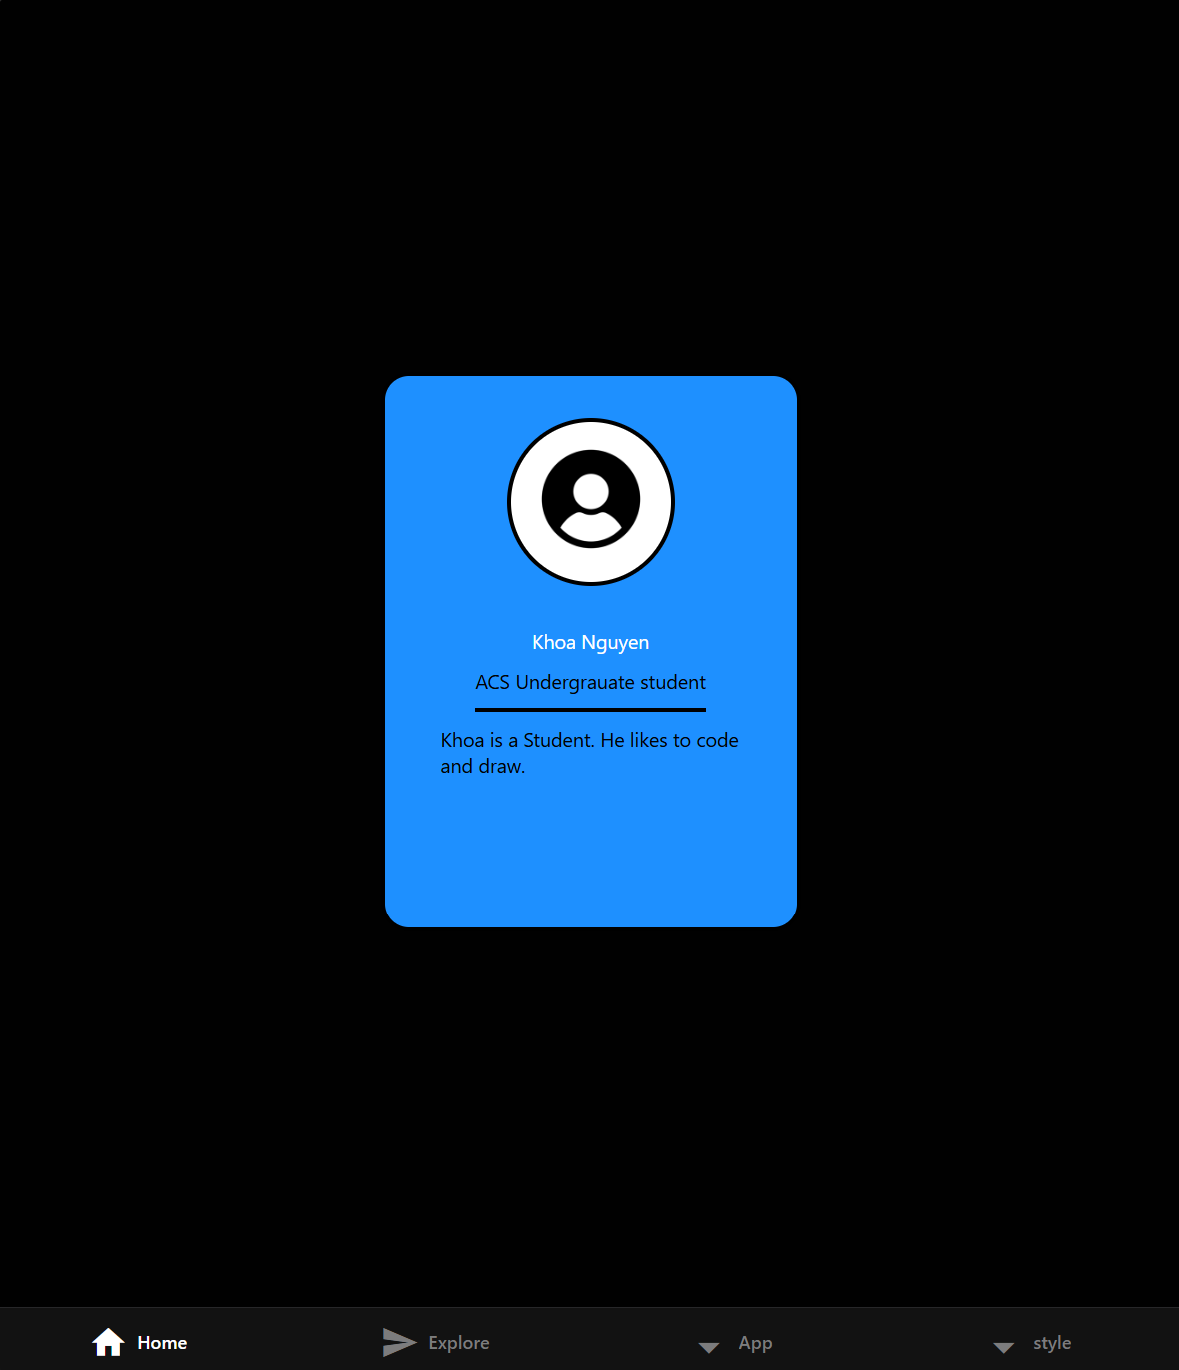 Khoa Nguyen
ACS Undergrauate student
Khoa is a Student. He likes to code
and draw.
Home
Explore
App
style